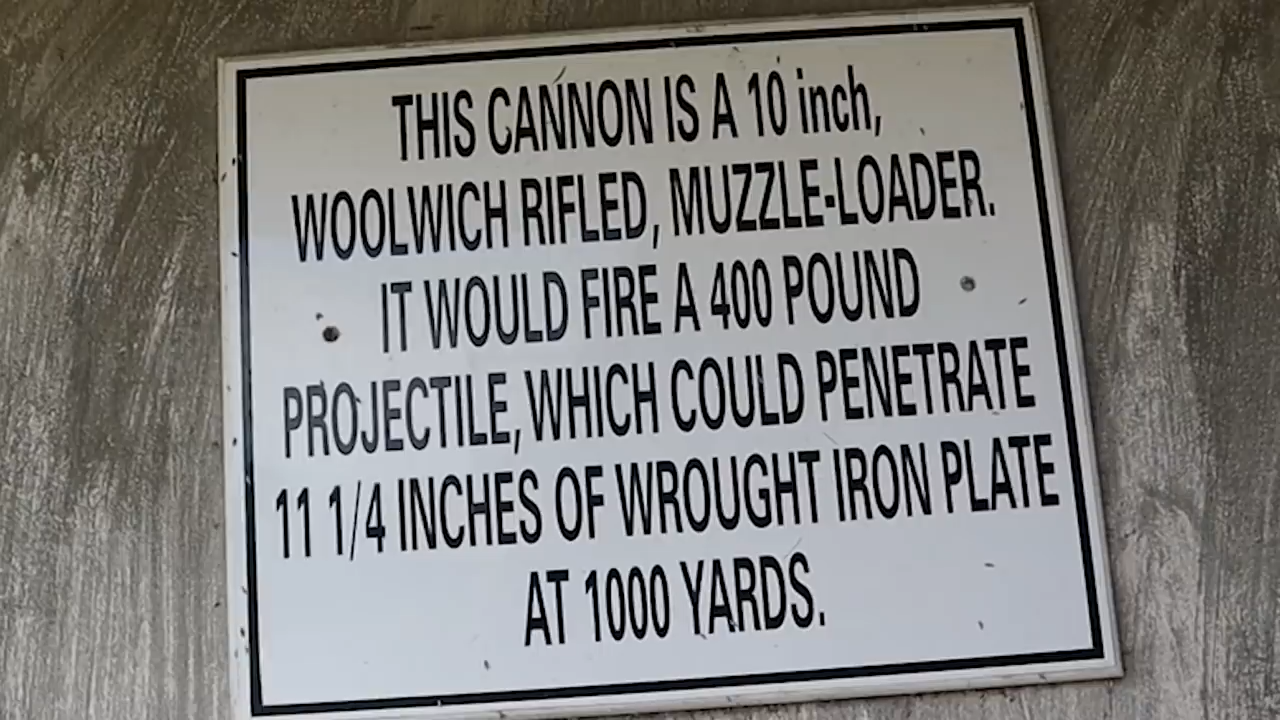 THIS CANNON IS A 10 inch,
WOOLWICH RIFLED, MUZZLE-LOADER.
IT WOULD FIRE A 400 POUND
PROJECTILE, WHICH COULD PENETRATE
11 1/4 INCHES OF WROUGHT IRON PLATE
AT 1000 YARDS.